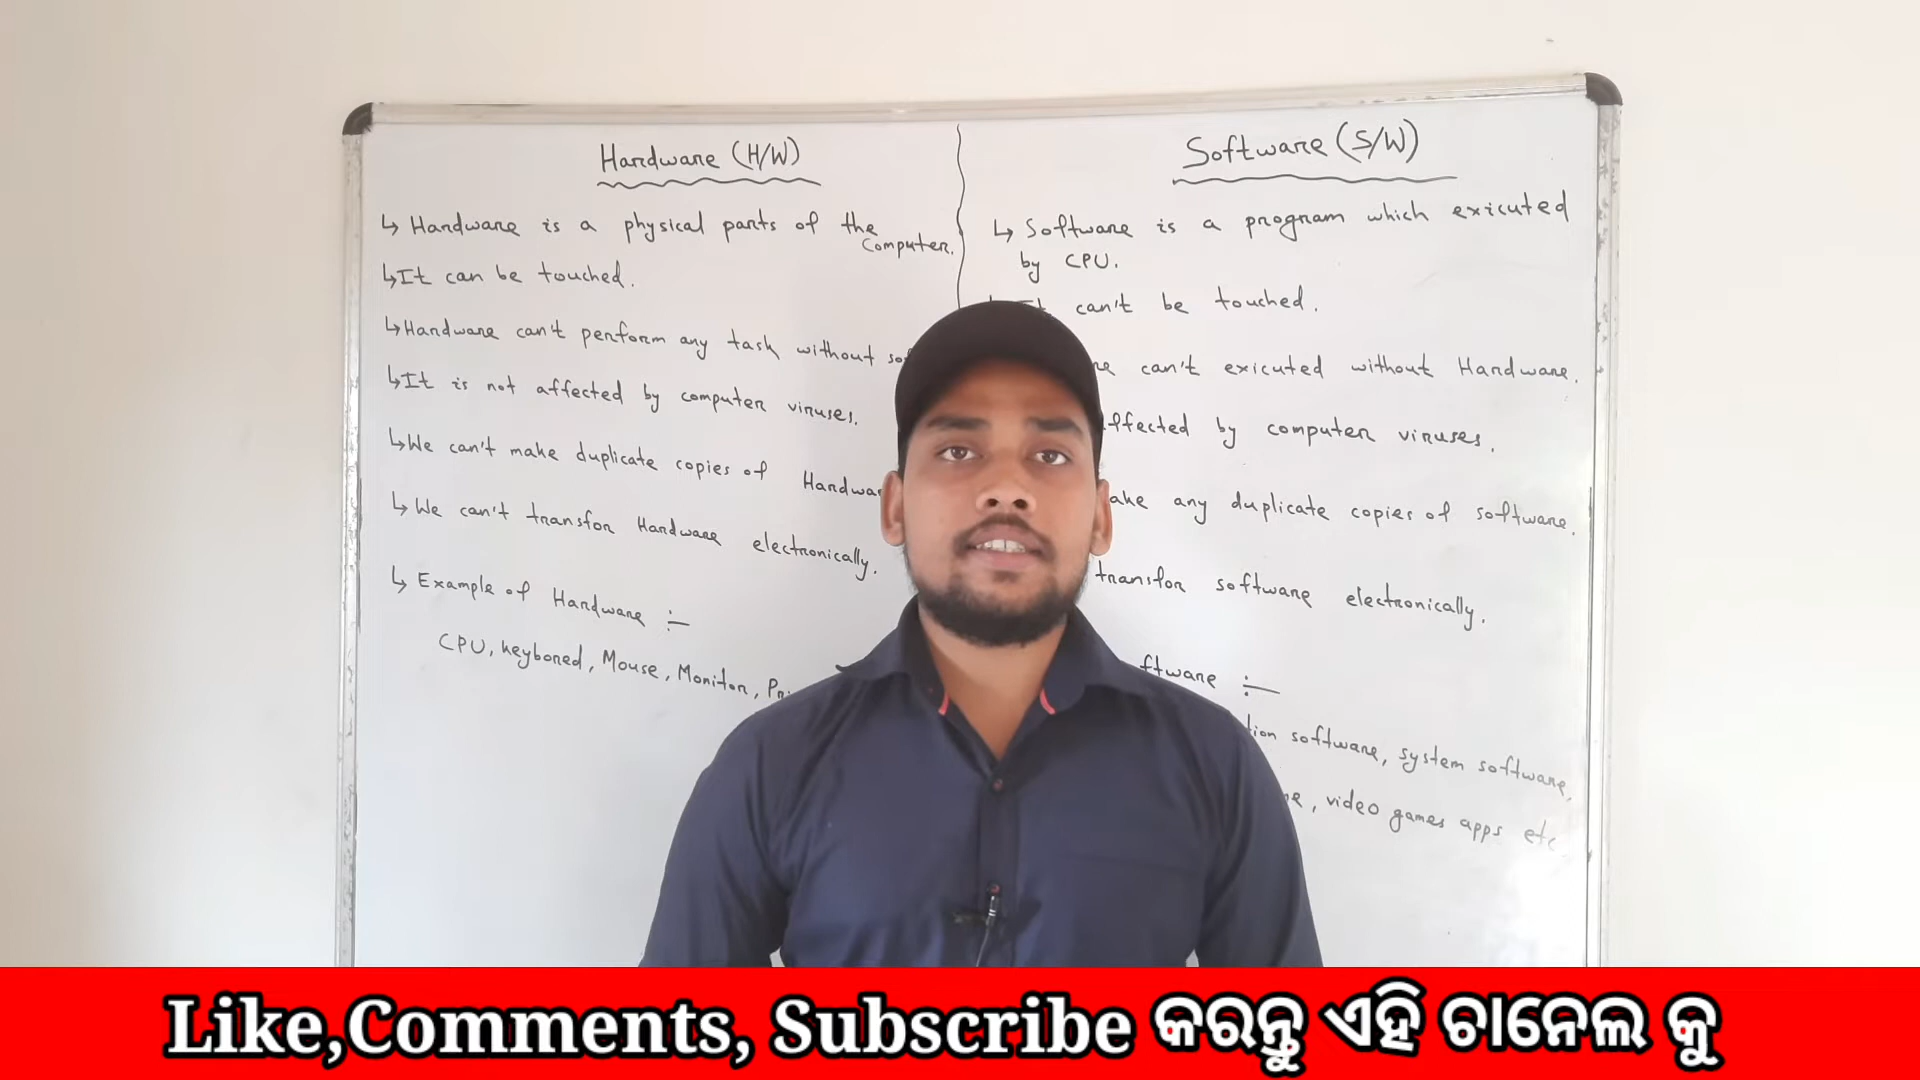 Hardware (H/W)
↳ Hardware is a physical parts of the
Computer.
↳ It can be touched.
↳ Hardware can't perform any task without
↳ It is not affected by computer viruses.
↳ We can't make duplicate copies of
↳ We can't transfor Hardware electronically.
↳ Example of Hardware :-
CPU, keybored, Mouse, Monitor,
Software (S/W)
↳ Software is a program which exicuted
by CPU.
can't be touched.
can't exicuted without Hardware.
affected by computer viruses.
any duplicate copies of software.
transfor software electronically.
:-
software, system software,
, video games apps etc
Like,Comments, Subscribe କରନ୍ତୁ ଏହି ଚାନେଲ କୁ